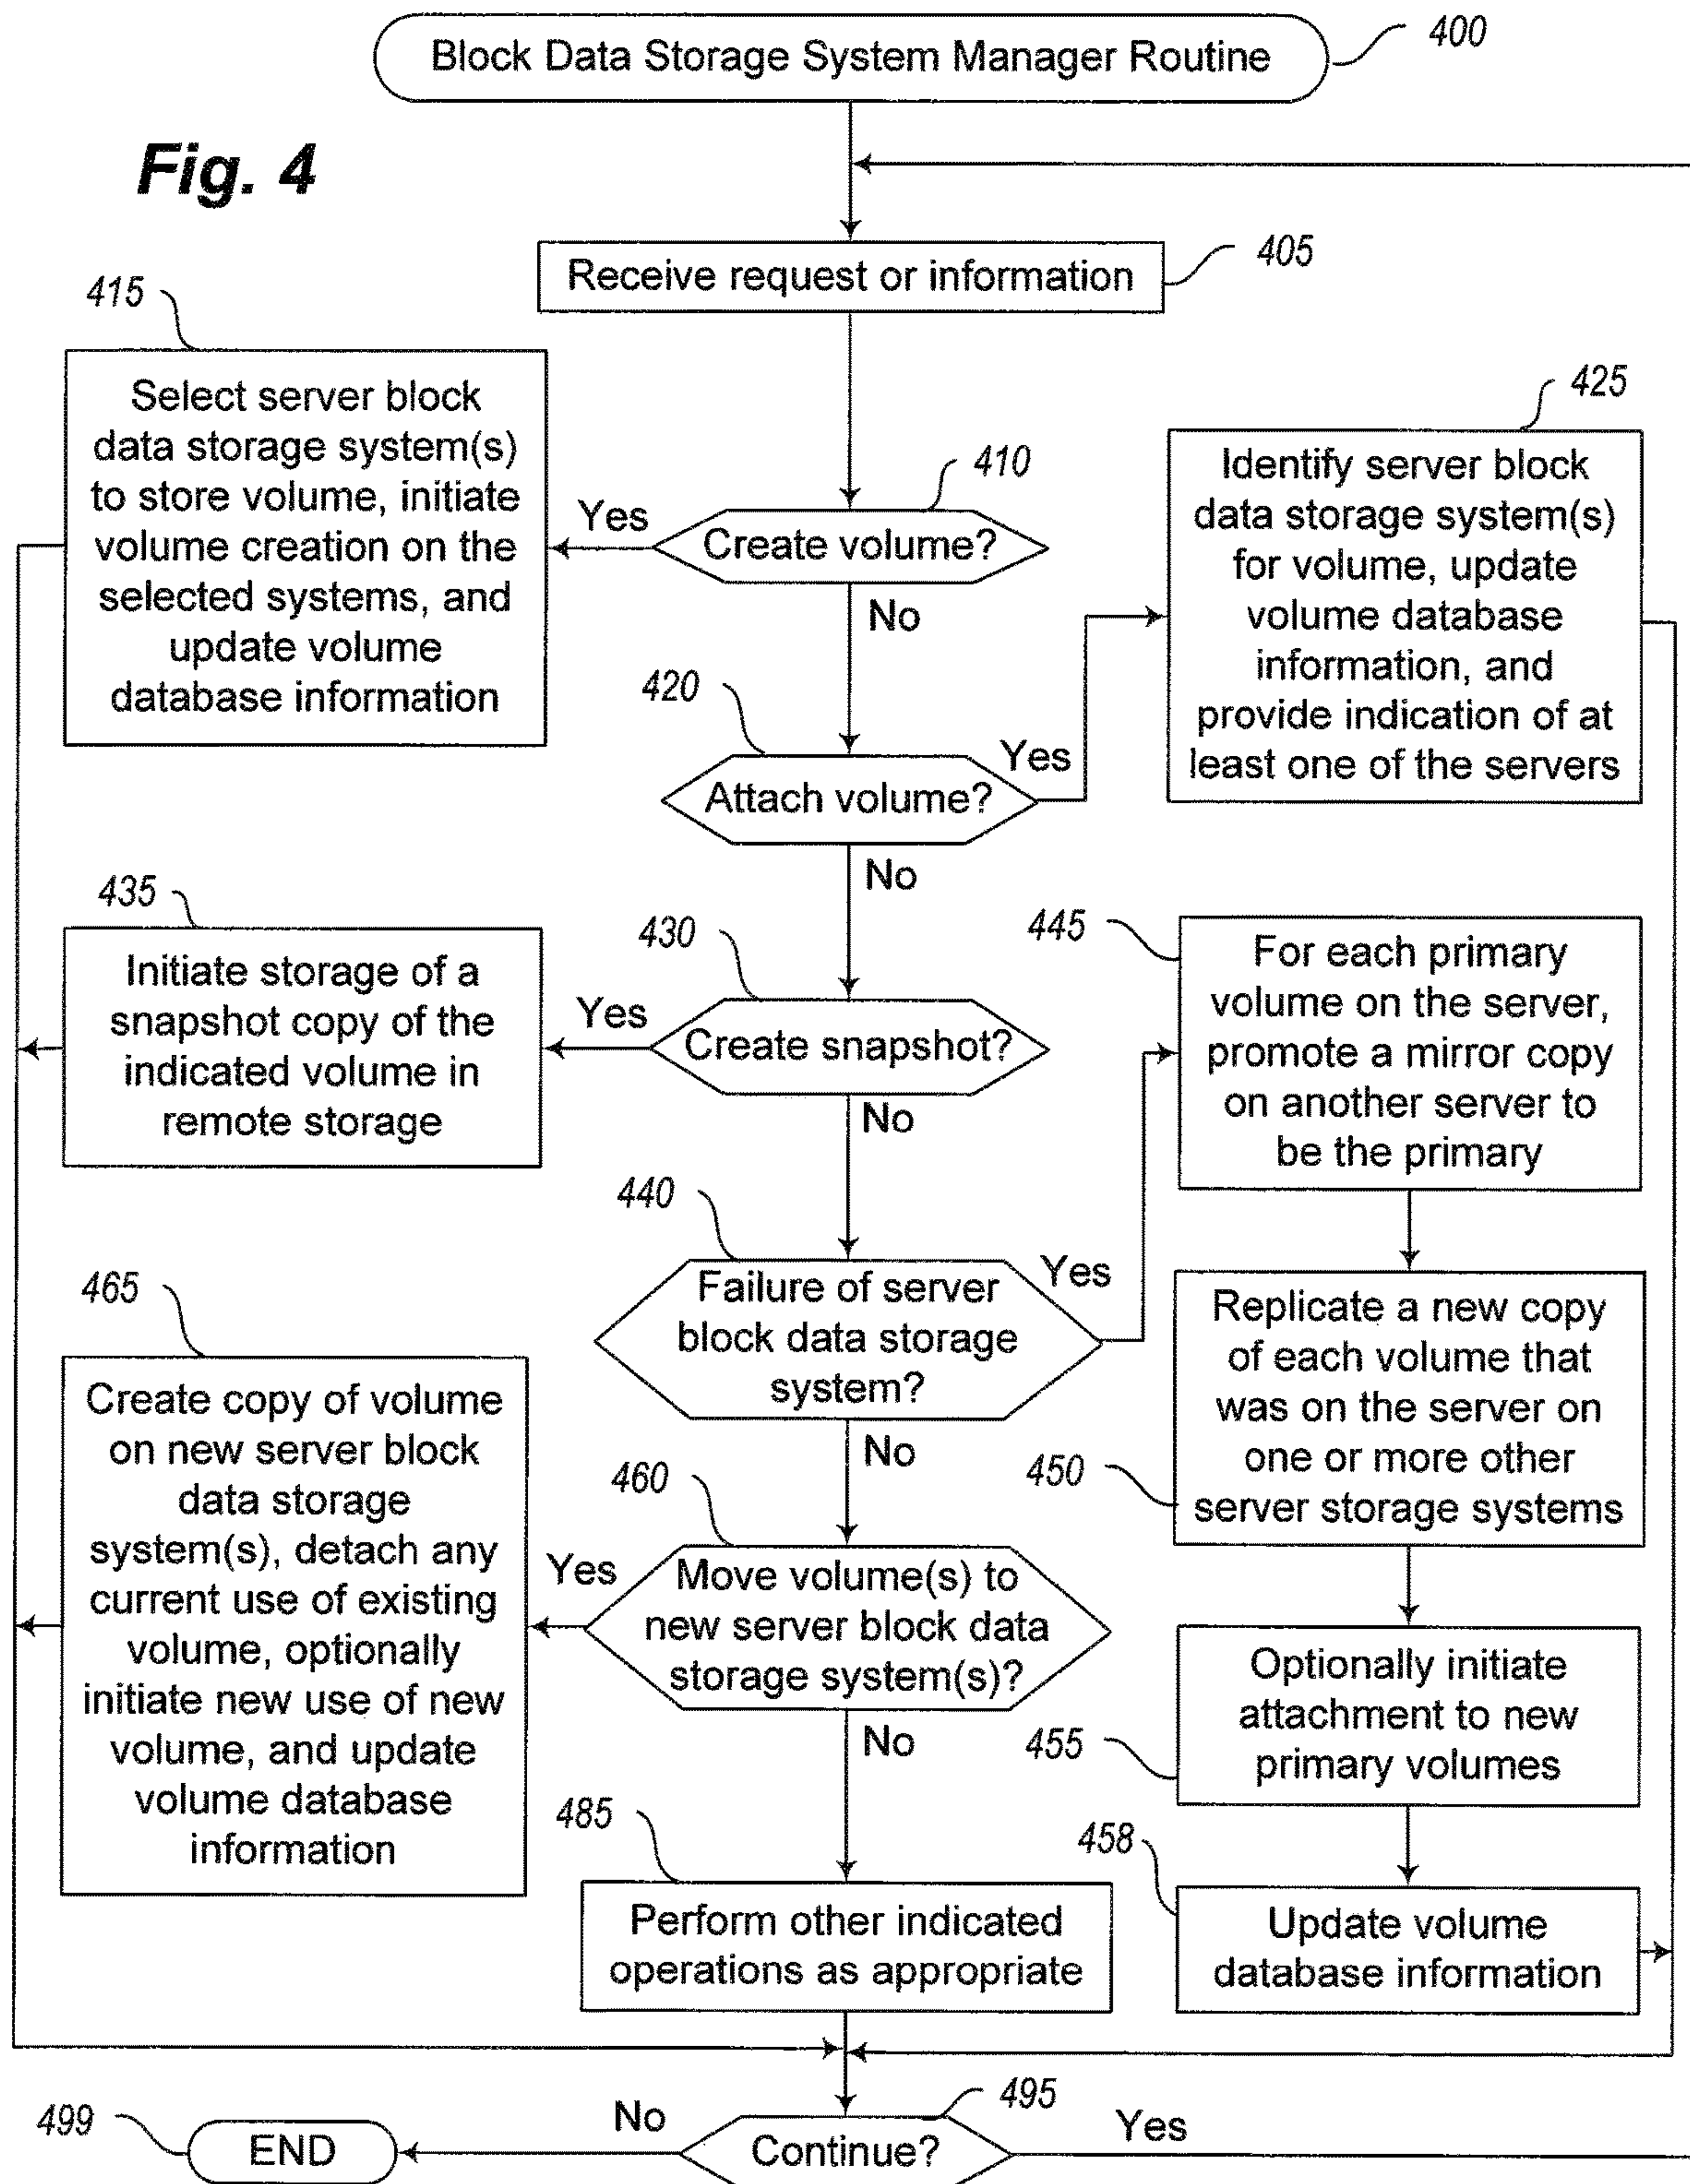 Block Data Storage System Manager Routine
400
Fig. 4
Receive request or information
405
415
Select server block
data storage system(s)
to store volume, initiate
volume creation on the
selected systems, and
update volume
database information
Yes
Create volume?
410
No
425
Identify server block
data storage system(s)
for volume, update
volume database
information, and
provide indication of at
least one of the servers
420
Attach volume?
Yes
No
435
Initiate storage of a
snapshot copy of the
indicated volume in
remote storage
Yes
430
Create snapshot?
No
445
For each primary
volume on the server,
promote a mirror copy
on another server to
be the primary
440
Failure of server
block data storage
system?
Yes
No
450
Replicate a new copy
of each volume that
was on the server on
one or more other
server storage systems
465
Create copy of volume
on new server block
data storage
system(s), detach any
current use of existing
volume, optionally
initiate new use of new
volume, and update
volume database
information
Yes
460
Move volume(s) to
new server block data
storage system(s)?
No
455
Optionally initiate
attachment to new
primary volumes
485
Perform other indicated
operations as appropriate
458
Update volume
database information
499
END
No
Continue?
495
Yes